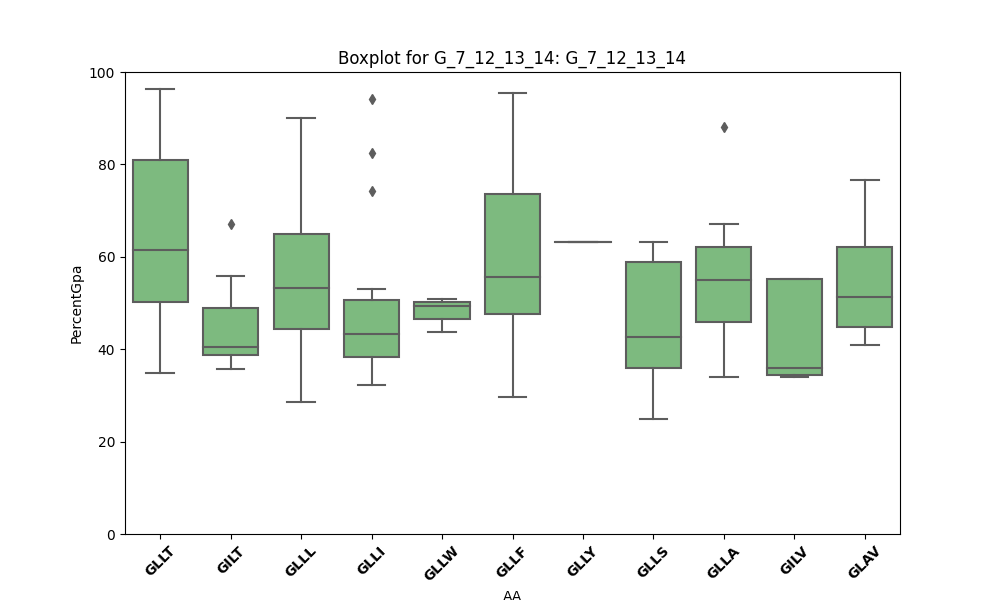 Boxplot for G_7_12_13_14: G_7_12_13_14
100
80
60
40
20
0
PercentGpa
GLLT
GILT
GLLL
GLLI
GLLW
GLLF
GLLY
GLLS
GLLA
GILV
GLAV
AA